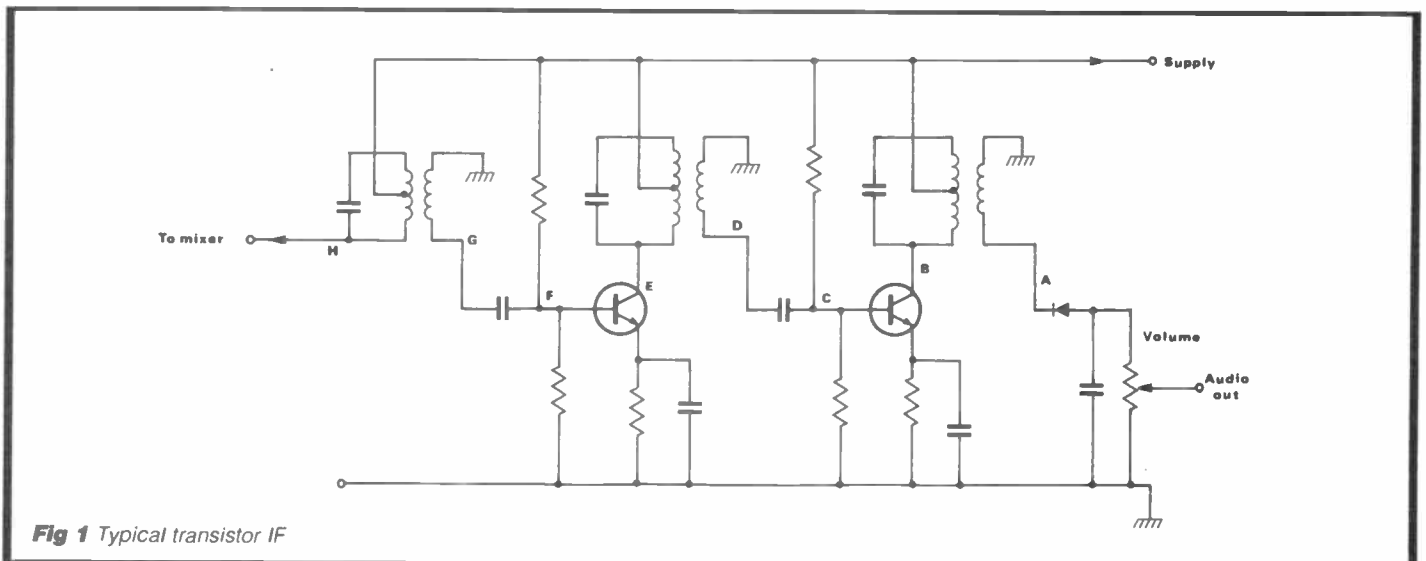 Supply
To mixer
H
G
F
E
D
C
B
A
Volume
Audio
out
Fig 1 Typical transistor IF